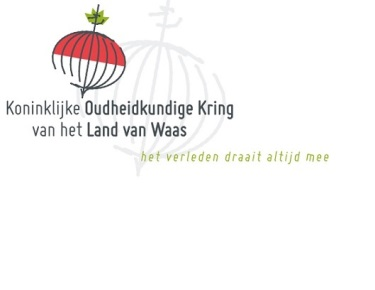 Koninklijke Oudheidkundige Kring
van het Land van Waas
het verleden draait altijd mee